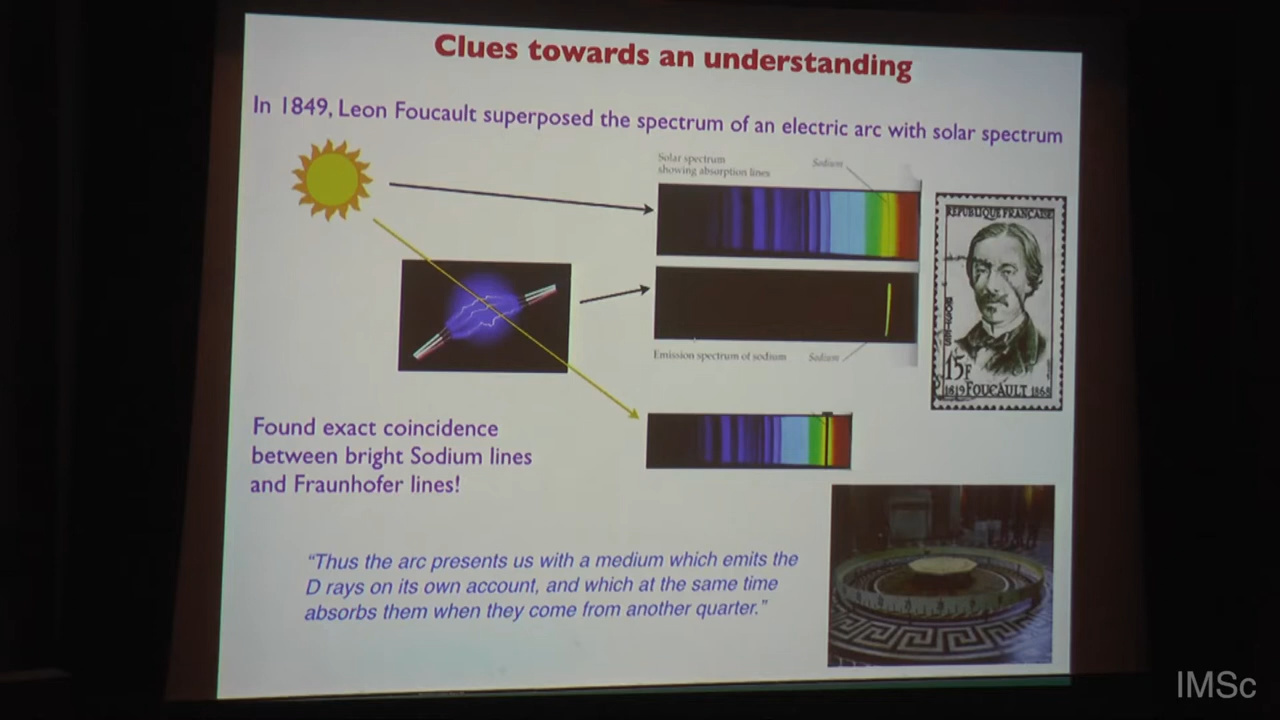 Clues towards an understanding
In 1849, Leon Foucault superposed the spectrum of an electric arc with solar spectrum
Solar spectrum
showing absorption lines
Sodium
Emission spectrum of sodium
Sodium
REPUBLIQUE FRANÇAISE
POSTES
15F
1819 FOUCAULT 1868
Found exact coincidence
between bright Sodium lines
and Fraunhofer lines!
“Thus the arc presents us with a medium which emits the
D rays on its own account, and which at the same time
absorbs them when they come from another quarter.”
IMSc